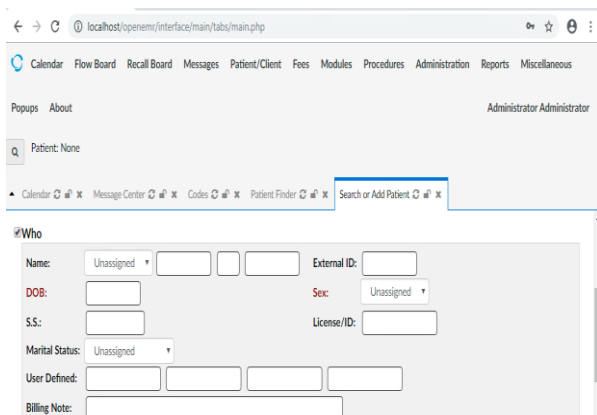 localhost/openemr/interface/main/tabs/main.php
Calendar Flow Board Recall Board Messages Patient/Client Fees Modules Procedures Administration Reports Miscellaneous
Popups About Administrator Administrator
Patient: None
Calendar Message Center Codes Patient Finder Search or Add Patient
Who
Name: Unassigned External ID:
DOB: Sex: Unassigned
S.S.: License/ID:
Marital Status: Unassigned
User Defined:
Billing Note: